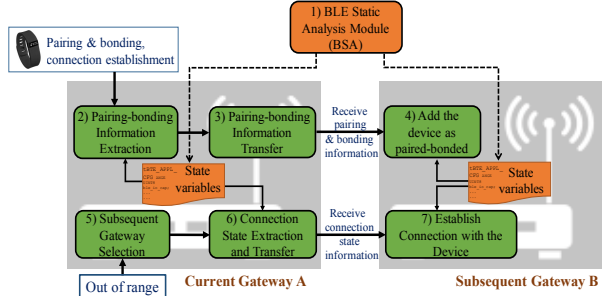 1) BLE Static
Analysis Module
(BSA)
Pairing & bonding,
connection establishment
2) Pairing-bonding
Information
Extraction
3) Pairing-bonding
Information
Transfer
Receive
pairing
& bonding
information
4) Add the
device as
paired-bonded
State
variables
tBTE_APPL_
State
variables
tBTE_APPL_
5) Subsequent
Gateway
Selection
6) Connection
State Extraction
and Transfer
Receive
connection
state
information
7) Establish
Connection with the
Device
Out of range
Current Gateway A
Subsequent Gateway B